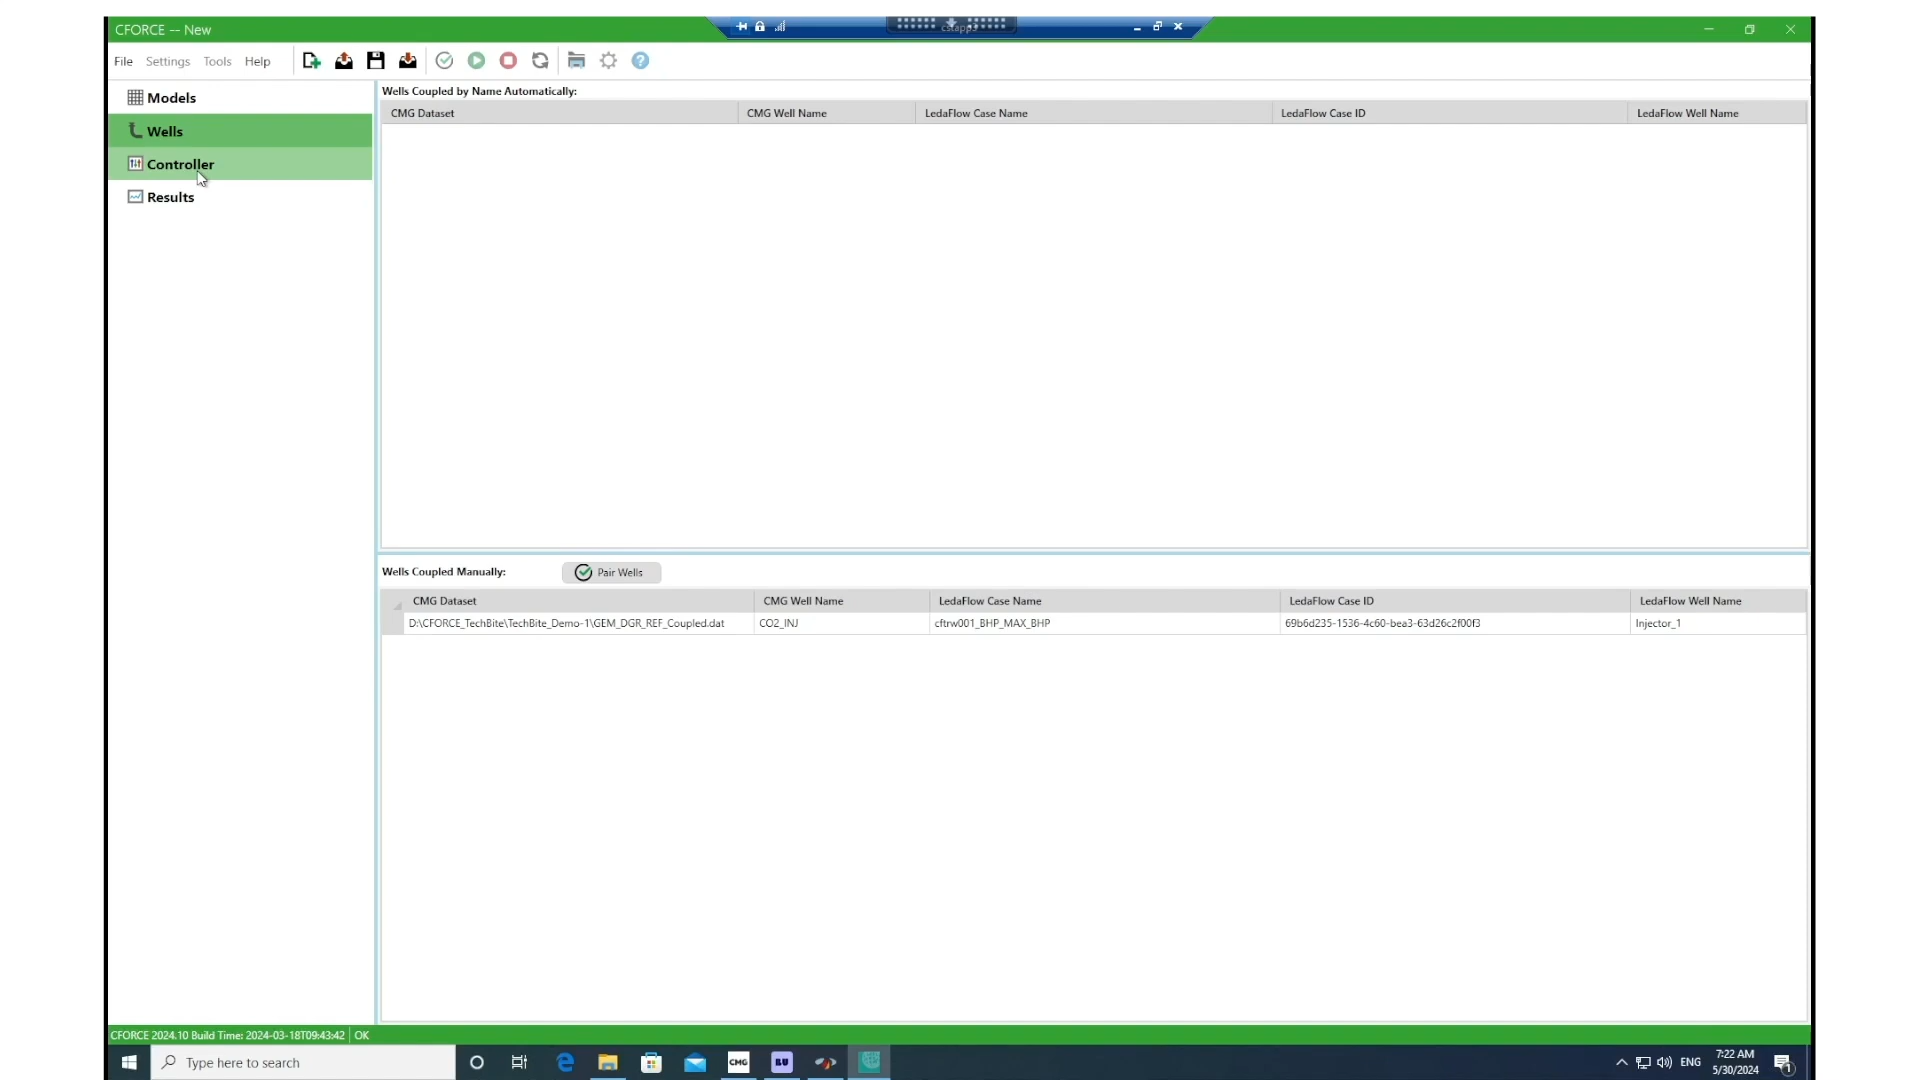 CFORCE -- New
cstapp3
File Settings Tools Help
Models
Wells
Controller
Results
Wells Coupled by Name Automatically:
CMG Dataset CMG Well Name LedaFlow Case Name LedaFlow Case ID LedaFlow Well Name
Wells Coupled Manually: Pair Wells
CMG Dataset CMG Well Name LedaFlow Case Name LedaFlow Case ID LedaFlow Well Name
D:\CFORCE_TechBite\TechBite_Demo-1\GEM_DGR_REF_Coupled.dat CO2_INJ cftrw001_BHP_MAX_BHP 69b6d235-1536-4c60-bea3-63d26c2f00f3 Injector_1
CFORCE 2024.10 Build Time: 2024-03-18T09:43:42 OK
Type here to search CMG BU ENG 7:22 AM
5/30/2024 1